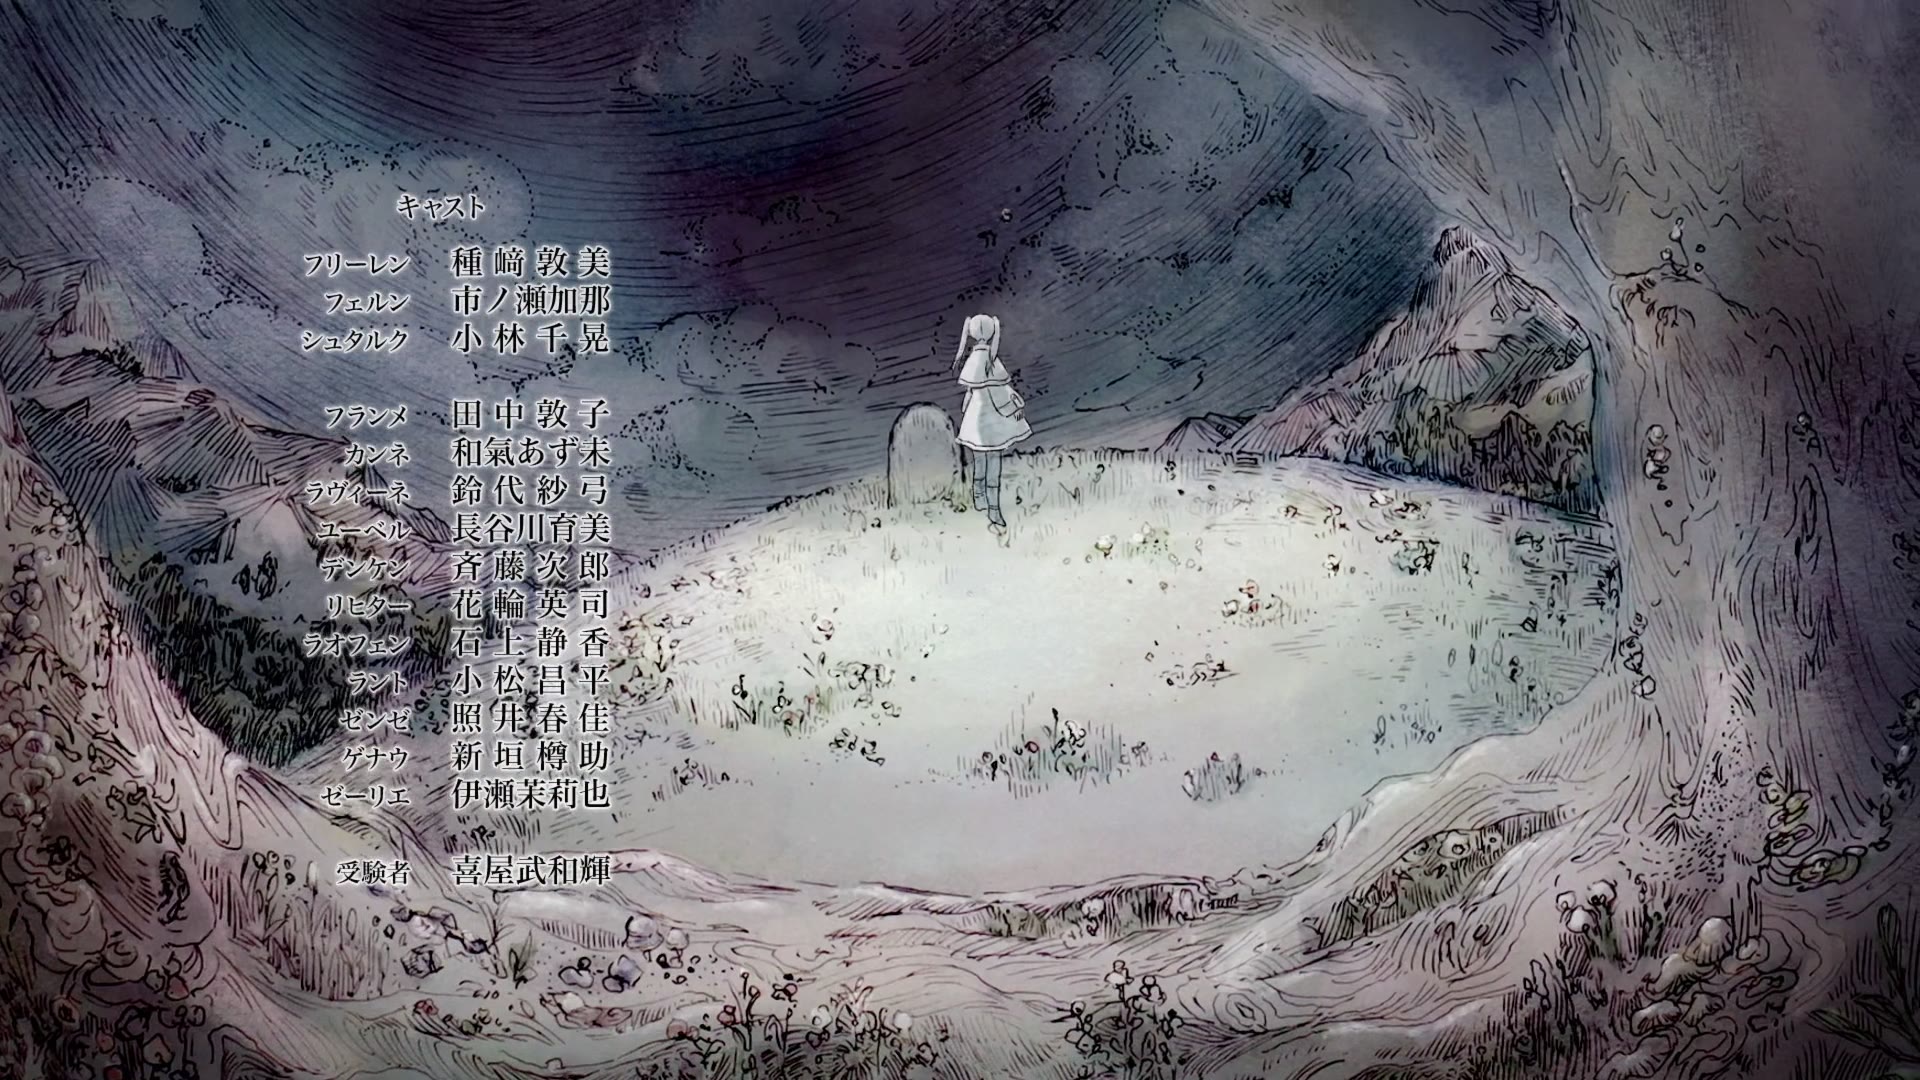 キャスト
フリーレン 種﨑敦美
フェルン 市ノ瀬加那
シュタルク 小林千晃
フランメ 田中敦子
カンネ 和氣あず未
ラヴィーネ 鈴代紗弓
ユーベル 長谷川育美
デンケン 斉藤次郎
リヒター 花輪英司
ラオフェン 石上静香
ラント 小松昌平
ゼンゼ 照井春佳
ゲナウ 新垣樽助
ゼーリエ 伊瀬茉莉也
受験者 喜屋武和輝